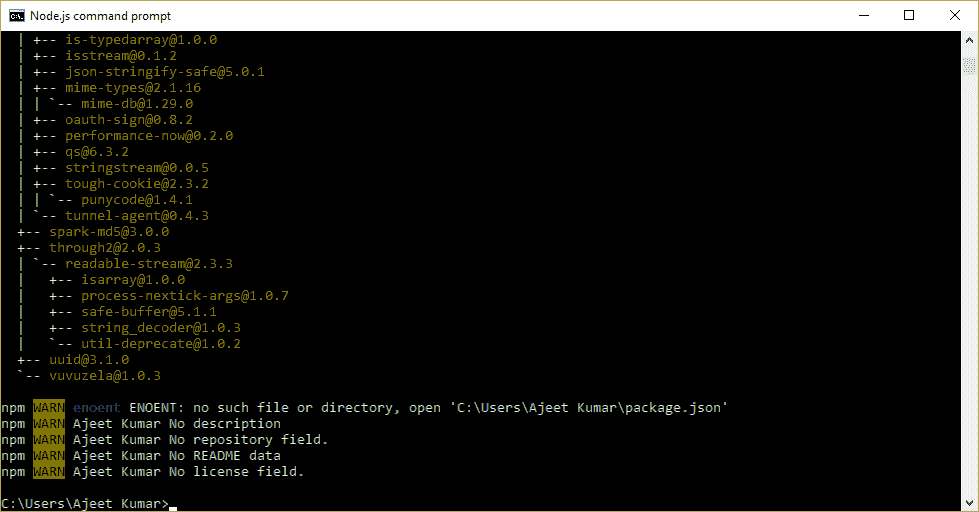 Node.js command prompt
| +-- is-typedarray@1.0.0
| +-- isstream@0.1.2
| +-- json-stringify-safe@5.0.1
| +-- mime-types@2.1.16
| | `-- mime-db@1.29.0
| +-- oauth-sign@0.8.2
| +-- performance-now@0.2.0
| +-- qs@6.3.2
| +-- stringstream@0.0.5
| +-- tough-cookie@2.3.2
| | `-- punycode@1.4.1
| `-- tunnel-agent@0.4.3
+-- spark-md5@3.0.0
+-- through2@2.0.3
| `-- readable-stream@2.3.3
|   +-- isarray@1.0.0
|   +-- process-nextick-args@1.0.7
|   +-- safe-buffer@5.1.1
|   +-- string_decoder@1.0.3
|   `-- util-deprecate@1.0.2
+-- uuid@3.1.0
`-- vuvuzela@1.0.3
npm WARN enoent ENOENT: no such file or directory, open 'C:\Users\Ajeet Kumar\package.json'
npm WARN Ajeet Kumar No description
npm WARN Ajeet Kumar No repository field.
npm WARN Ajeet Kumar No README data
npm WARN Ajeet Kumar No license field.
C:\Users\Ajeet Kumar>